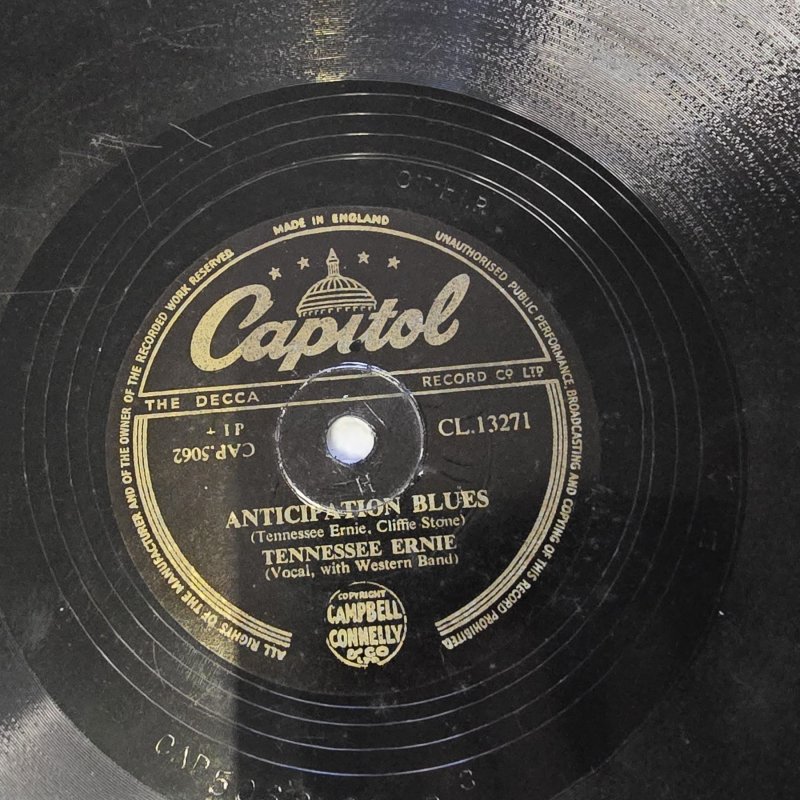 MADE IN ENGLAND
UNAUTHORISED PUBLIC PERFORMANCE, BROADCASTING AND COPYING OF THIS RECORD PROHIBITED
ALL RIGHTS OF THE MANUFACTURER AND OF THE OWNER OF THE RECORDED WORK RESERVED
Capitol
THE DECCA RECORD CO LTD
CAP.5062
CL.13271
H
ANTICIPATION BLUES
(Tennessee Ernie, Cliffie Stone)
TENNESSEE ERNIE
(Vocal, with Western Band)
COPYRIGHT
CAMPBELL
CONNELLY
& CO
LTD